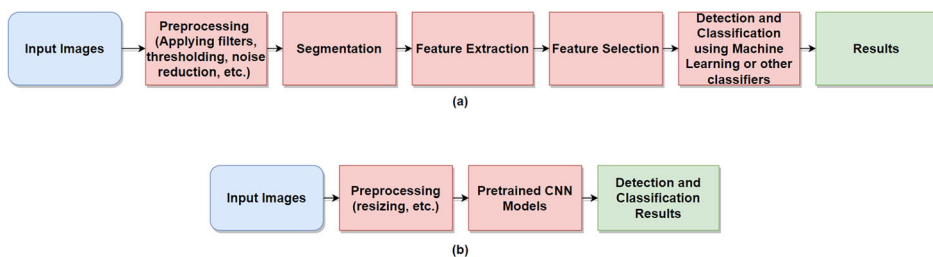 Input Images
Preprocessing
(Applying filters,
thresholding, noise
reduction, etc.)
Segmentation
Feature Extraction
Feature Selection
Detection and
Classification
using Machine
Learning or other
classifiers
Results
(a)
Input Images
Preprocessing
(resizing, etc.)
Pretrained CNN
Models
Detection and
Classification
Results
(b)